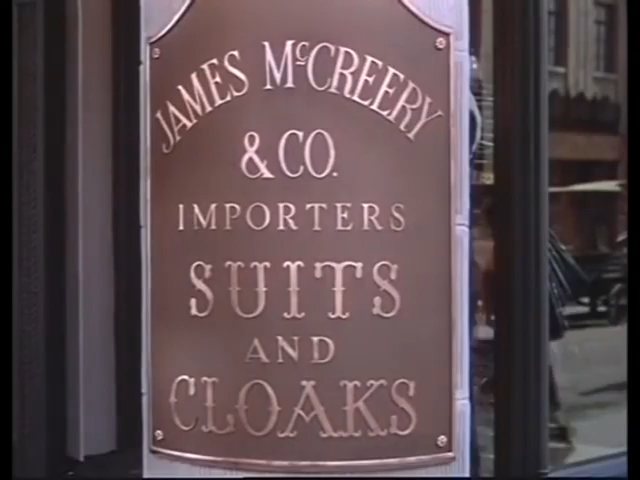 JAMES McCREERY
& CO.
IMPORTERS
SUITS
AND
CLOAKS